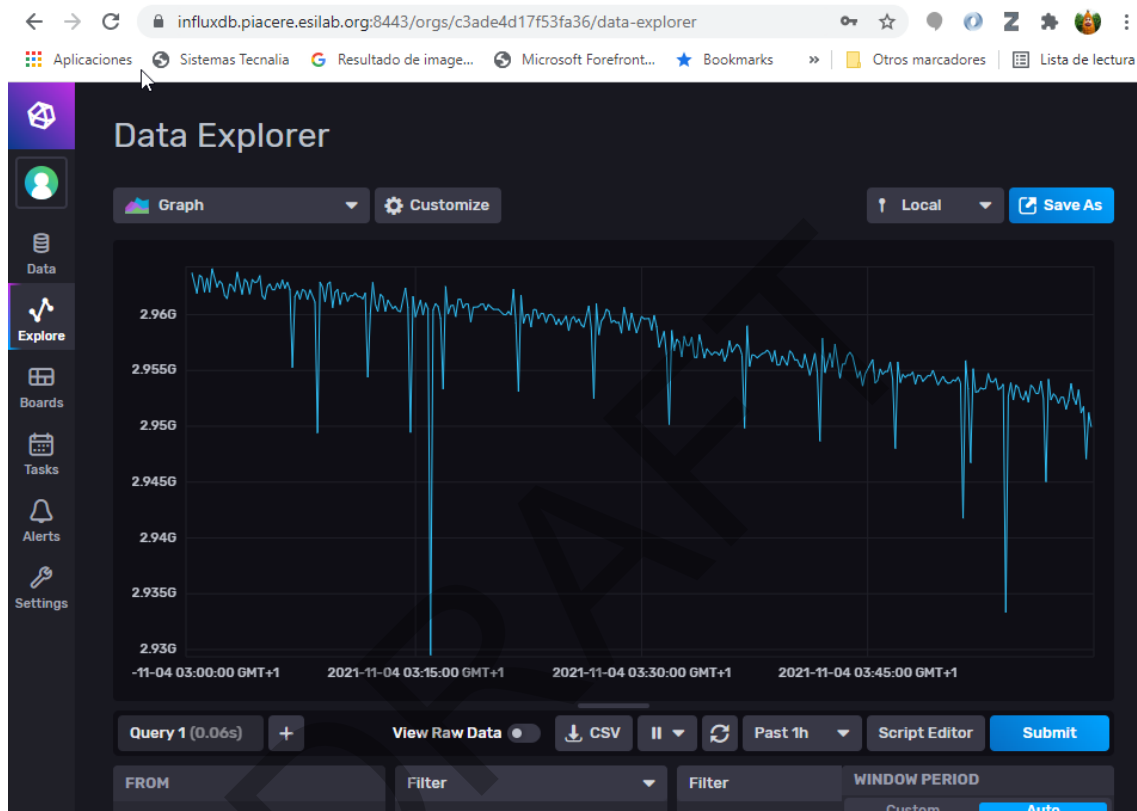 influxdb.piacere.esilab.org:8443/orgs/c3ade4d17f53fa36/data-explorer
Aplicaciones Sistemas Tecnalia Resultado de image... Microsoft Forefront... Bookmarks » Otros marcadores Lista de lectura
Data Explorer
Graph Customize Local Save As
Data
Explore
Boards
Tasks
Alerts
Settings
2.96G
2.955G
2.95G
2.945G
2.94G
2.935G
2.93G
-11-04 03:00:00 GMT+1 2021-11-04 03:15:00 GMT+1 2021-11-04 03:30:00 GMT+1 2021-11-04 03:45:00 GMT+1
DRAFT
Query 1 (0.06s) + View Raw Data CSV Past 1h Script Editor Submit
FROM Filter Filter WINDOW PERIOD
Custom Auto